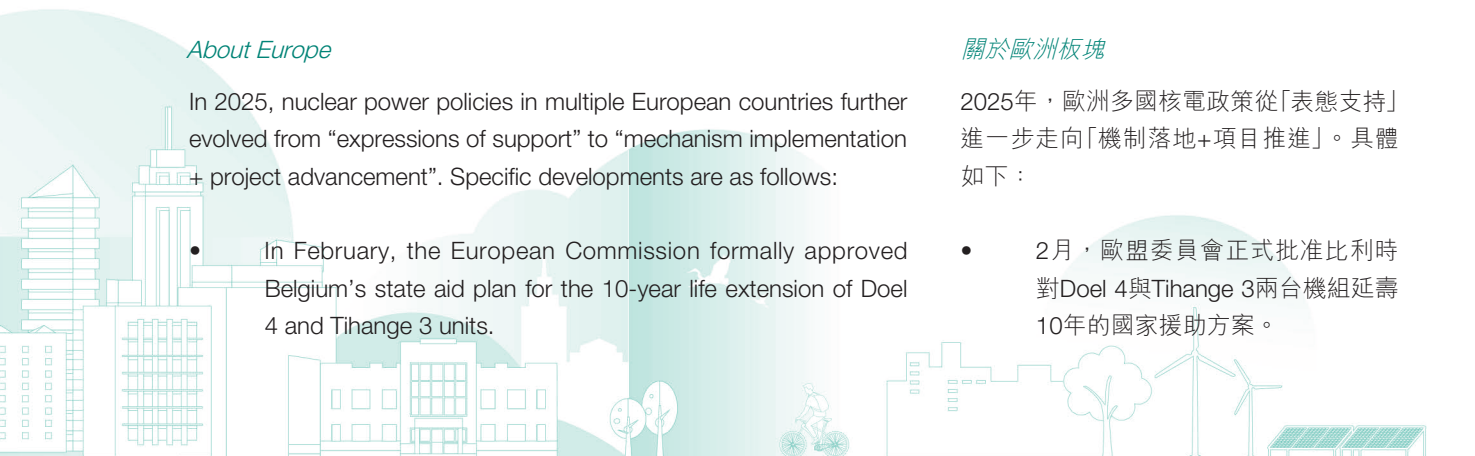 About Europe
In 2025, nuclear power policies in multiple European countries further
evolved from “expressions of support” to “mechanism implementation
+ project advancement”. Specific developments are as follows:
• In February, the European Commission formally approved
Belgium’s state aid plan for the 10-year life extension of Doel
4 and Tihange 3 units.
關於歐洲板塊
2025年，歐洲多國核電政策從「表態支持」
進一步走向「機制落地+項目推進」。具體
如下：
• 2月，歐盟委員會正式批准比利時
對Doel 4與Tihange 3兩台機組延壽
10年的國家援助方案。